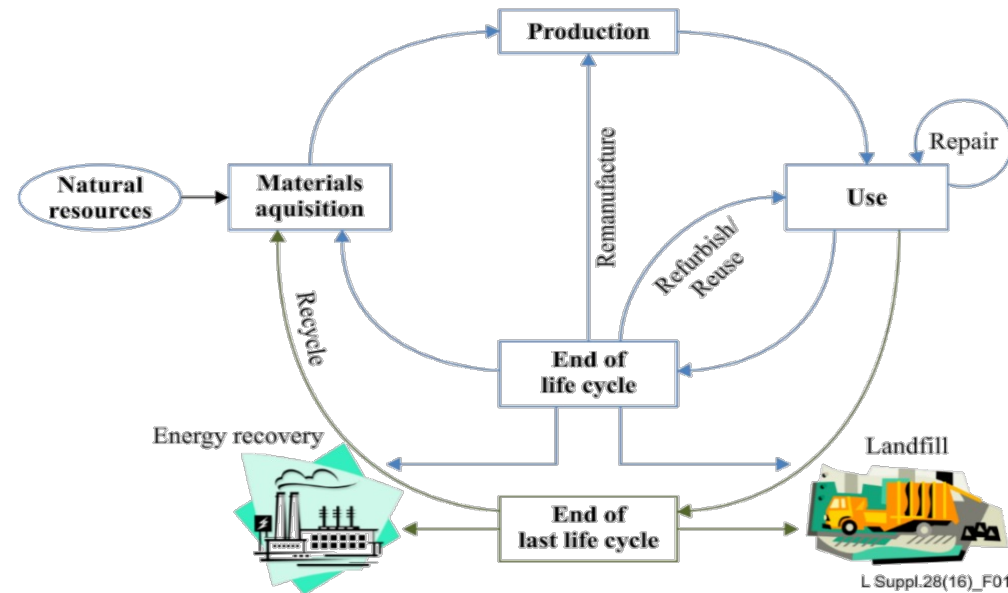 Production
Repair
Natural
resources
Materials
aquisition
Use
Remanufacture
Refurbish/
Reuse
Recycle
End of
life cycle
Energy recovery
Landfill
End of
last life cycle
L Suppl.28(16)_F01